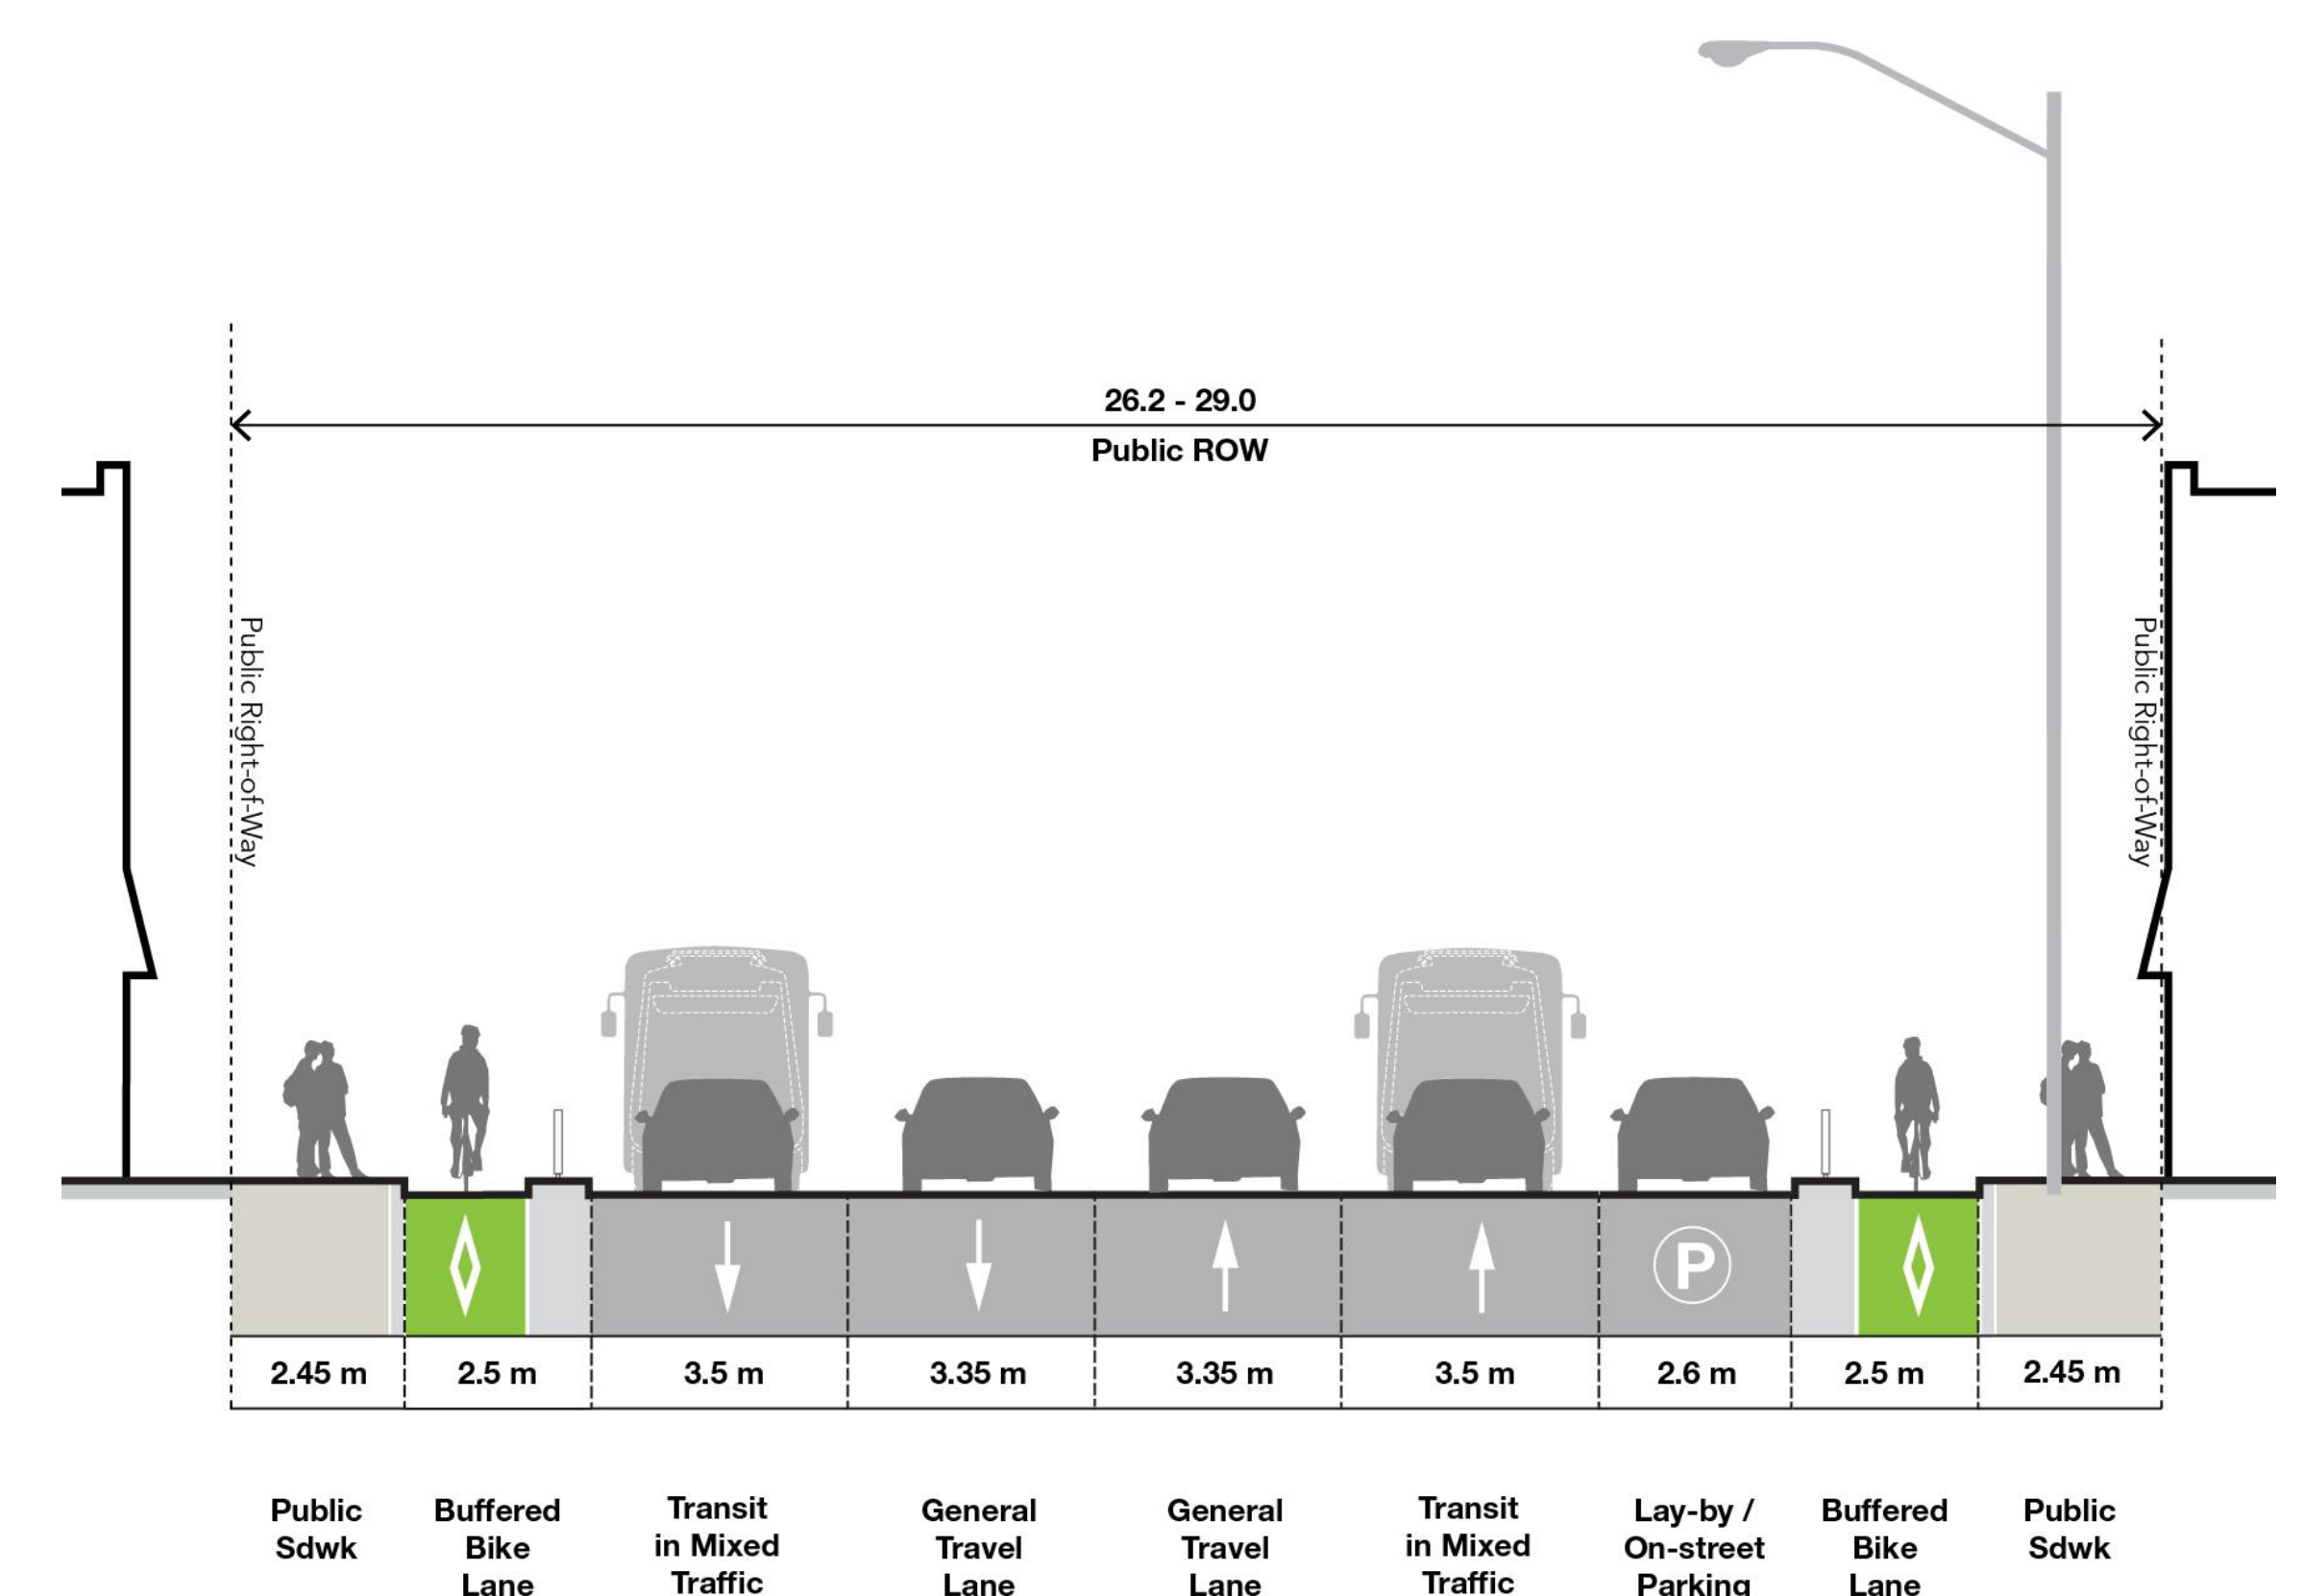 26.2 - 29.0
Public ROW
Public Right-of-Way
Public Right-of-Way
P
2.45 m
2.5 m
3.5 m
3.35 m
3.35 m
3.5 m
2.6 m
2.5 m
2.45 m
Public
Sdwk
Buffered
Bike
Lane
Transit
in Mixed
Traffic
General
Travel
Lane
General
Travel
Lane
Transit
in Mixed
Traffic
Lay-by /
On-street
Parking
Buffered
Bike
Lane
Public
Sdwk